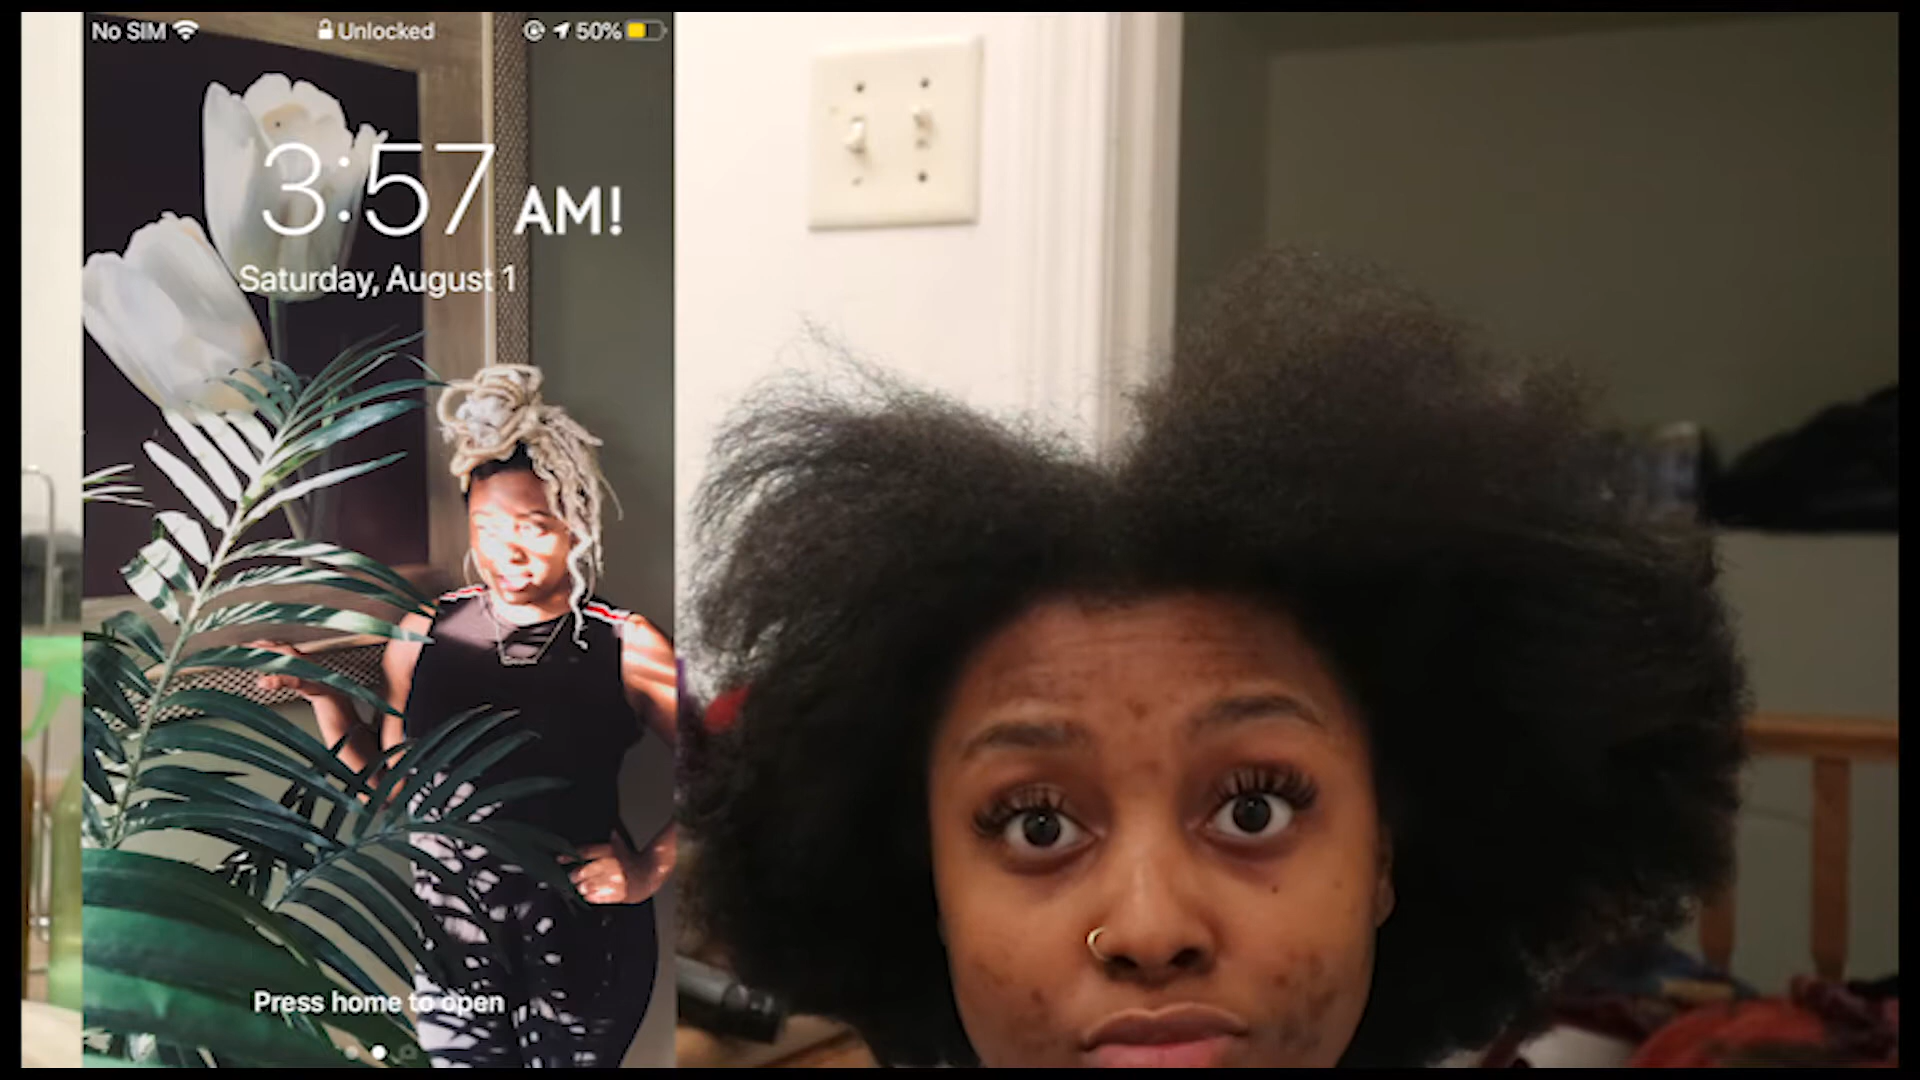 No SIM Unlocked 50%
3:57 AM!
Saturday, August 1
Press home to open